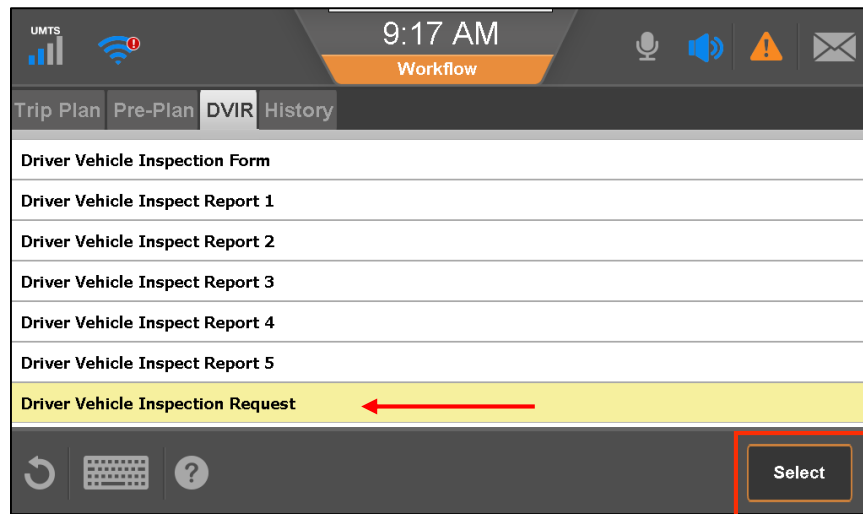 UMTS
9:17 AM
Workflow
Trip Plan Pre-Plan DVIR History
Driver Vehicle Inspection Form
Driver Vehicle Inspect Report 1
Driver Vehicle Inspect Report 2
Driver Vehicle Inspect Report 3
Driver Vehicle Inspect Report 4
Driver Vehicle Inspect Report 5
Driver Vehicle Inspection Request
Select